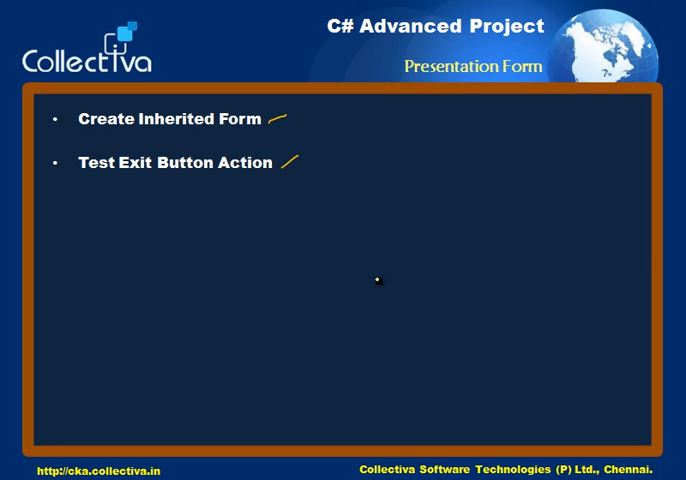 C# Advanced Project
Collectiva
Presentation Form
• Create Inherited Form
• Test Exit Button Action
http://cka.collectiva.in
Collectiva Software Technologies (P) Ltd., Chennai.